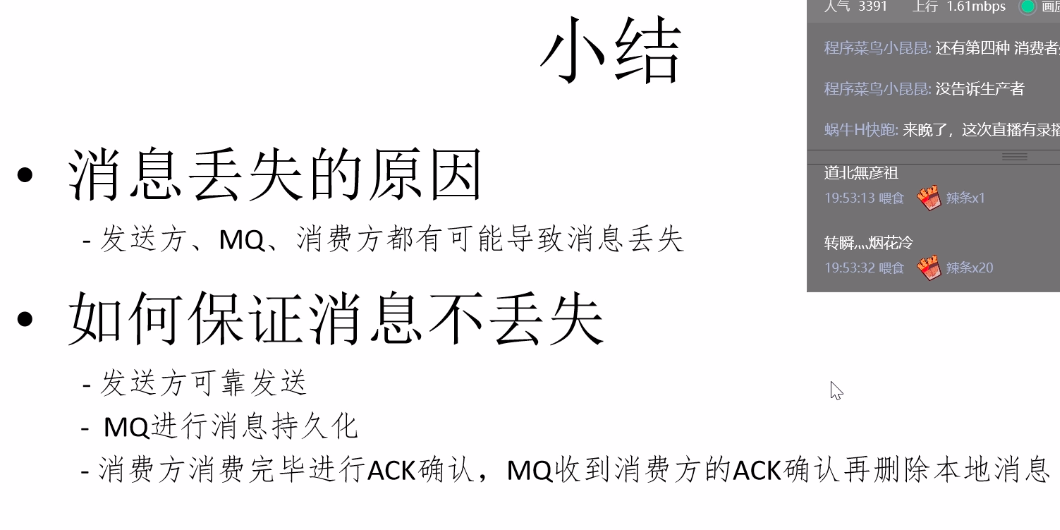 小结
• 消息丢失的原因
- 发送方、MQ、消费方都有可能导致消息丢失
• 如何保证消息不丢失
- 发送方可靠发送
- MQ进行消息持久化
- 消费方消费完毕进行ACK确认，MQ收到消费方的ACK确认再删除本地消息
人气 3391 上行 1.61mbps
程序菜鸟小昆昆: 还有第四种 消费者
程序菜鸟小昆昆: 没告诉生产者
蜗牛H快跑: 来晚了，这次直播有录播
道北無彦祖
19:53:13 喂食 辣条x1
转瞬灬烟花冷
19:53:32 喂食 辣条x20